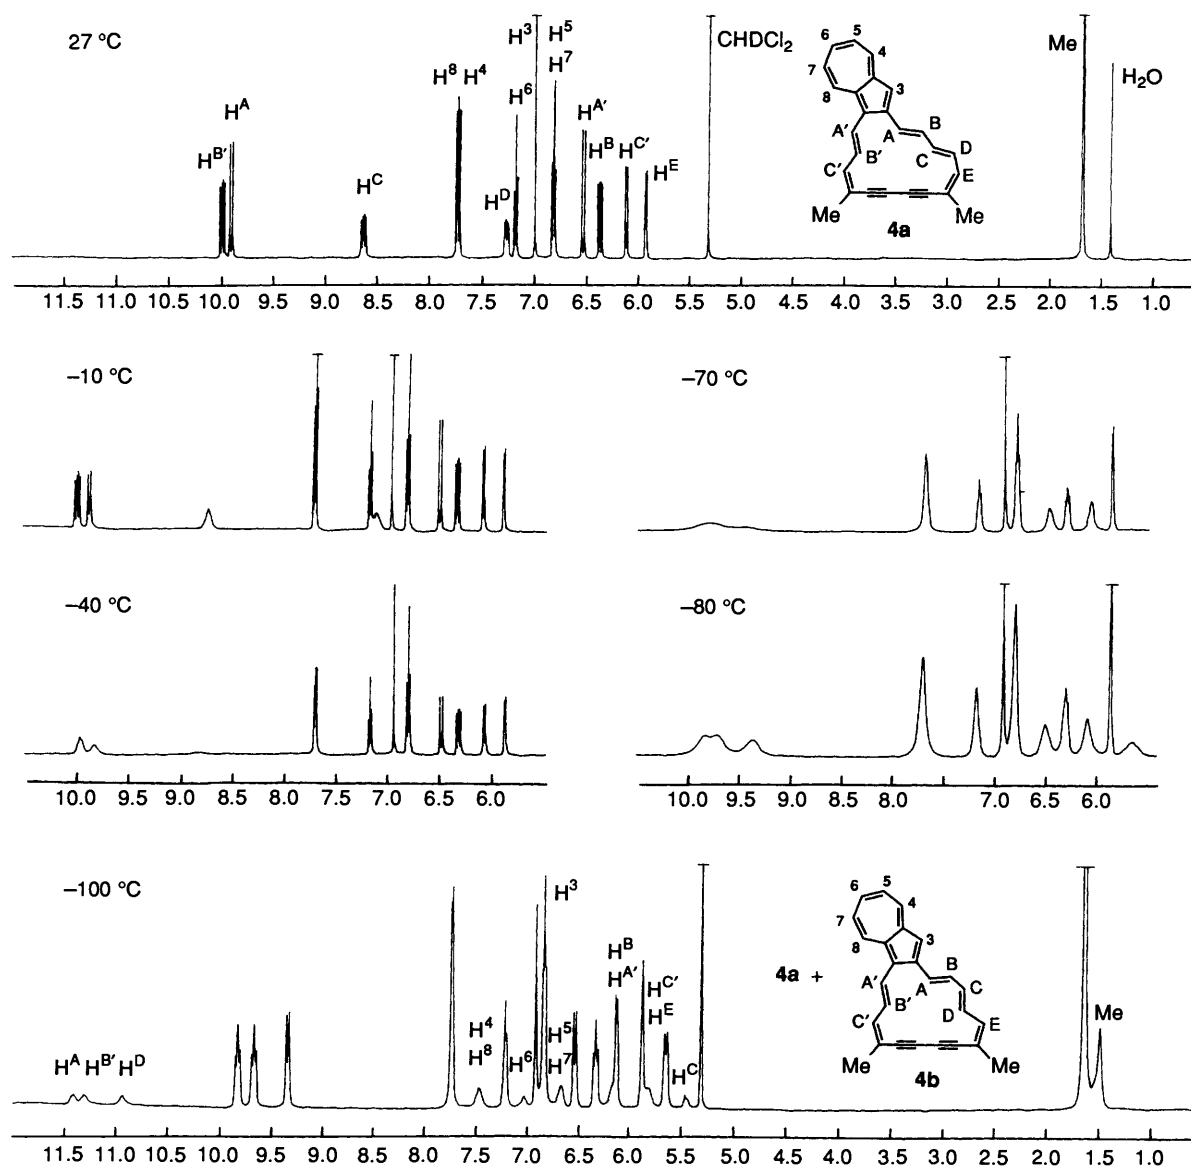 27 °C
H^A
H^B′
H^C
H^8 H^4
H^D
H^6
H^3
H^5
H^7
H^A′
H^B
H^C′
H^E
CHDCl₂
Me
H₂O
6 5 4
7 3
8
A′ A B
B′ C D
C′ E
Me Me
4a
11.5 11.0 10.5 10.0 9.5 9.0 8.5 8.0 7.5 7.0 6.5 6.0 5.5 5.0 4.5 4.0 3.5 3.0 2.5 2.0 1.5 1.0
–10 °C
–70 °C
–40 °C
–80 °C
10.0 9.5 9.0 8.5 8.0 7.5 7.0 6.5 6.0
10.0 9.5 9.0 8.0 7.0 6.5 6.0
–100 °C
H^A H^B′ H^D
H^4
H^8
H^6
H^3
H^5
H^7
H^B
H^A′
H^C′
H^E
H^C
4a +
6 5 4
7 3
8
A′ A B
B′ C
C′ D E
Me Me
4b
Me
11.5 11.0 10.5 10.0 9.5 9.0 8.5 8.0 7.5 7.0 6.5 6.0 5.5 5.0 4.5 4.0 3.5 3.0 2.5 2.0 1.5 1.0